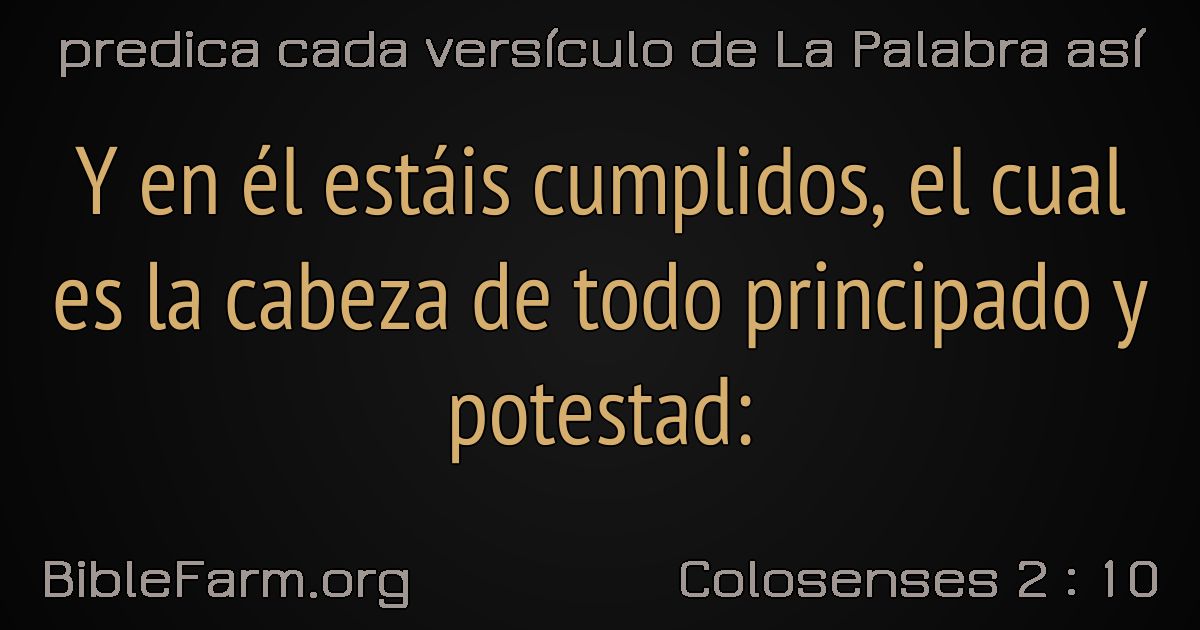 predica cada versículo de La Palabra así
Y en él estáis cumplidos, el cual
es la cabeza de todo principado y
potestad:
BibleFarm.org
Colosenses 2 : 10